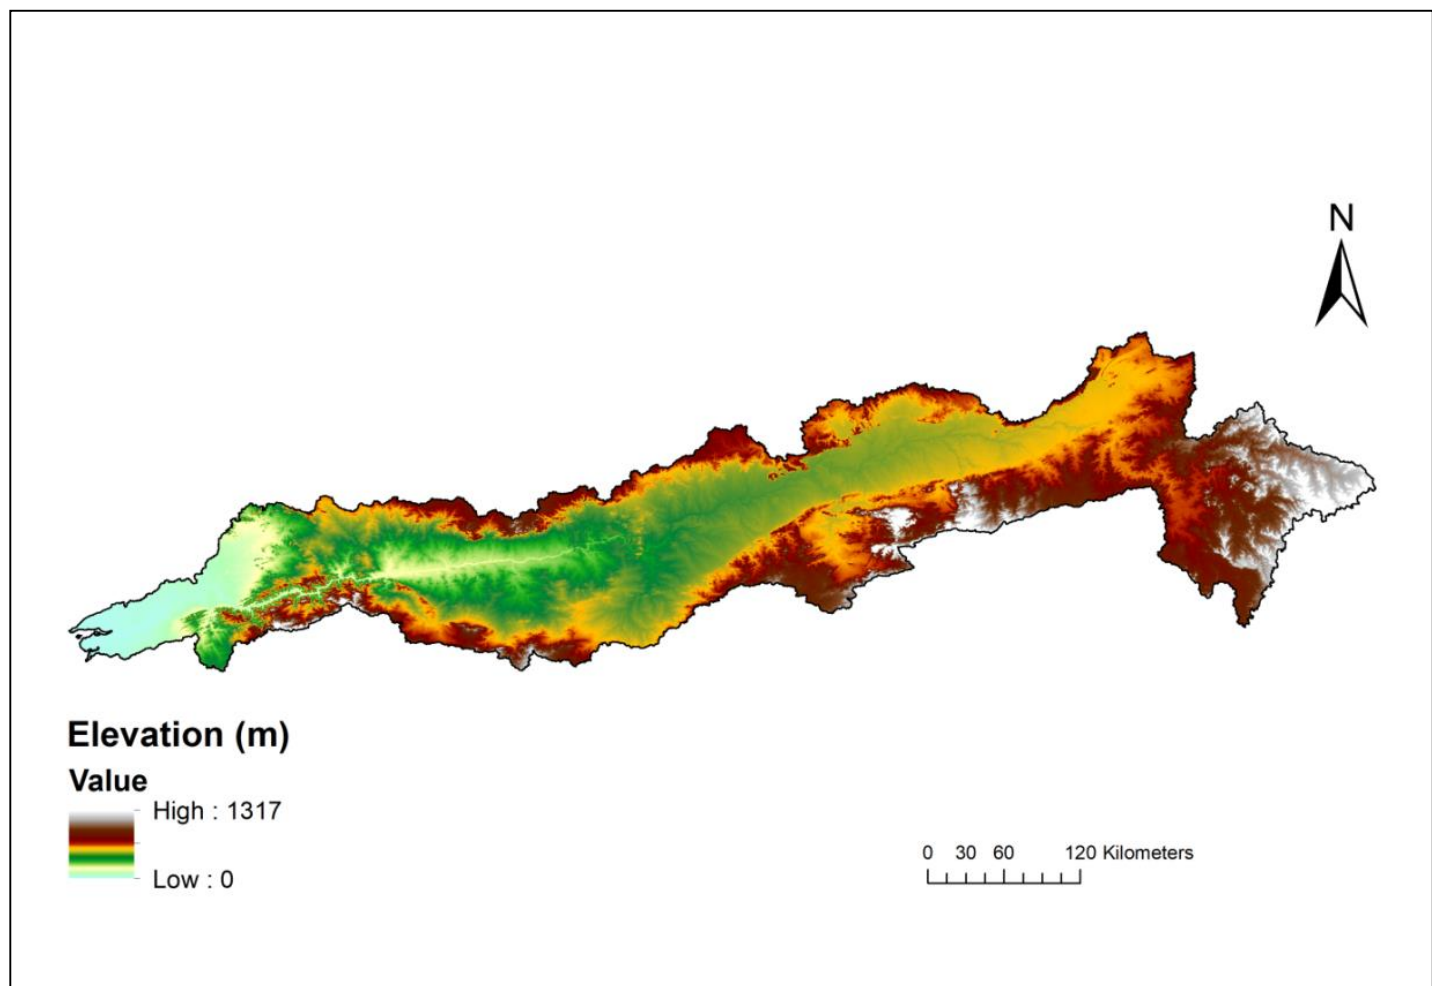 N
Elevation (m)
Value
High : 1317
Low : 0
0 30 60 120 Kilometers